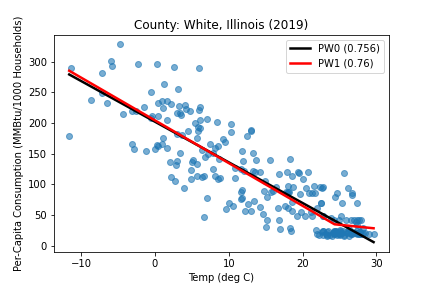 County: White, Illinois (2019)
PW0 (0.756)
PW1 (0.76)
Per-Capita Consumption (MMBtu/1000 Households)
300
250
200
150
100
50
0
−10
0
10
20
30
Temp (deg C)